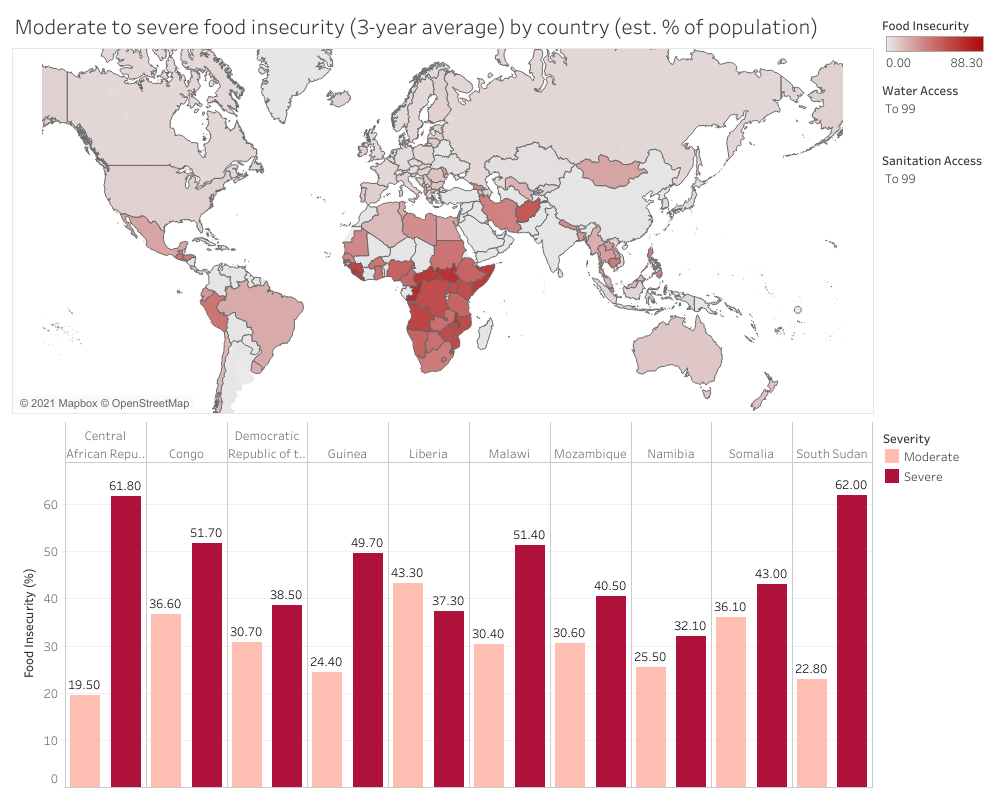 Moderate to severe food insecurity (3-year average) by country (est. % of population)
Food Insecurity
0.00 88.30
Water Access
To 99
Sanitation Access
To 99
© 2021 Mapbox © OpenStreetMap
Central
African Repu..
Congo
Democratic
Republic of t..
Guinea
Liberia
Malawi
Mozambique
Namibia
Somalia
South Sudan
Severity
Moderate
Severe
Food Insecurity (%)
60
50
40
30
20
10
0
19.50
61.80
36.60
51.70
30.70
38.50
24.40
49.70
43.30
37.30
30.40
51.40
30.60
40.50
25.50
32.10
36.10
43.00
22.80
62.00